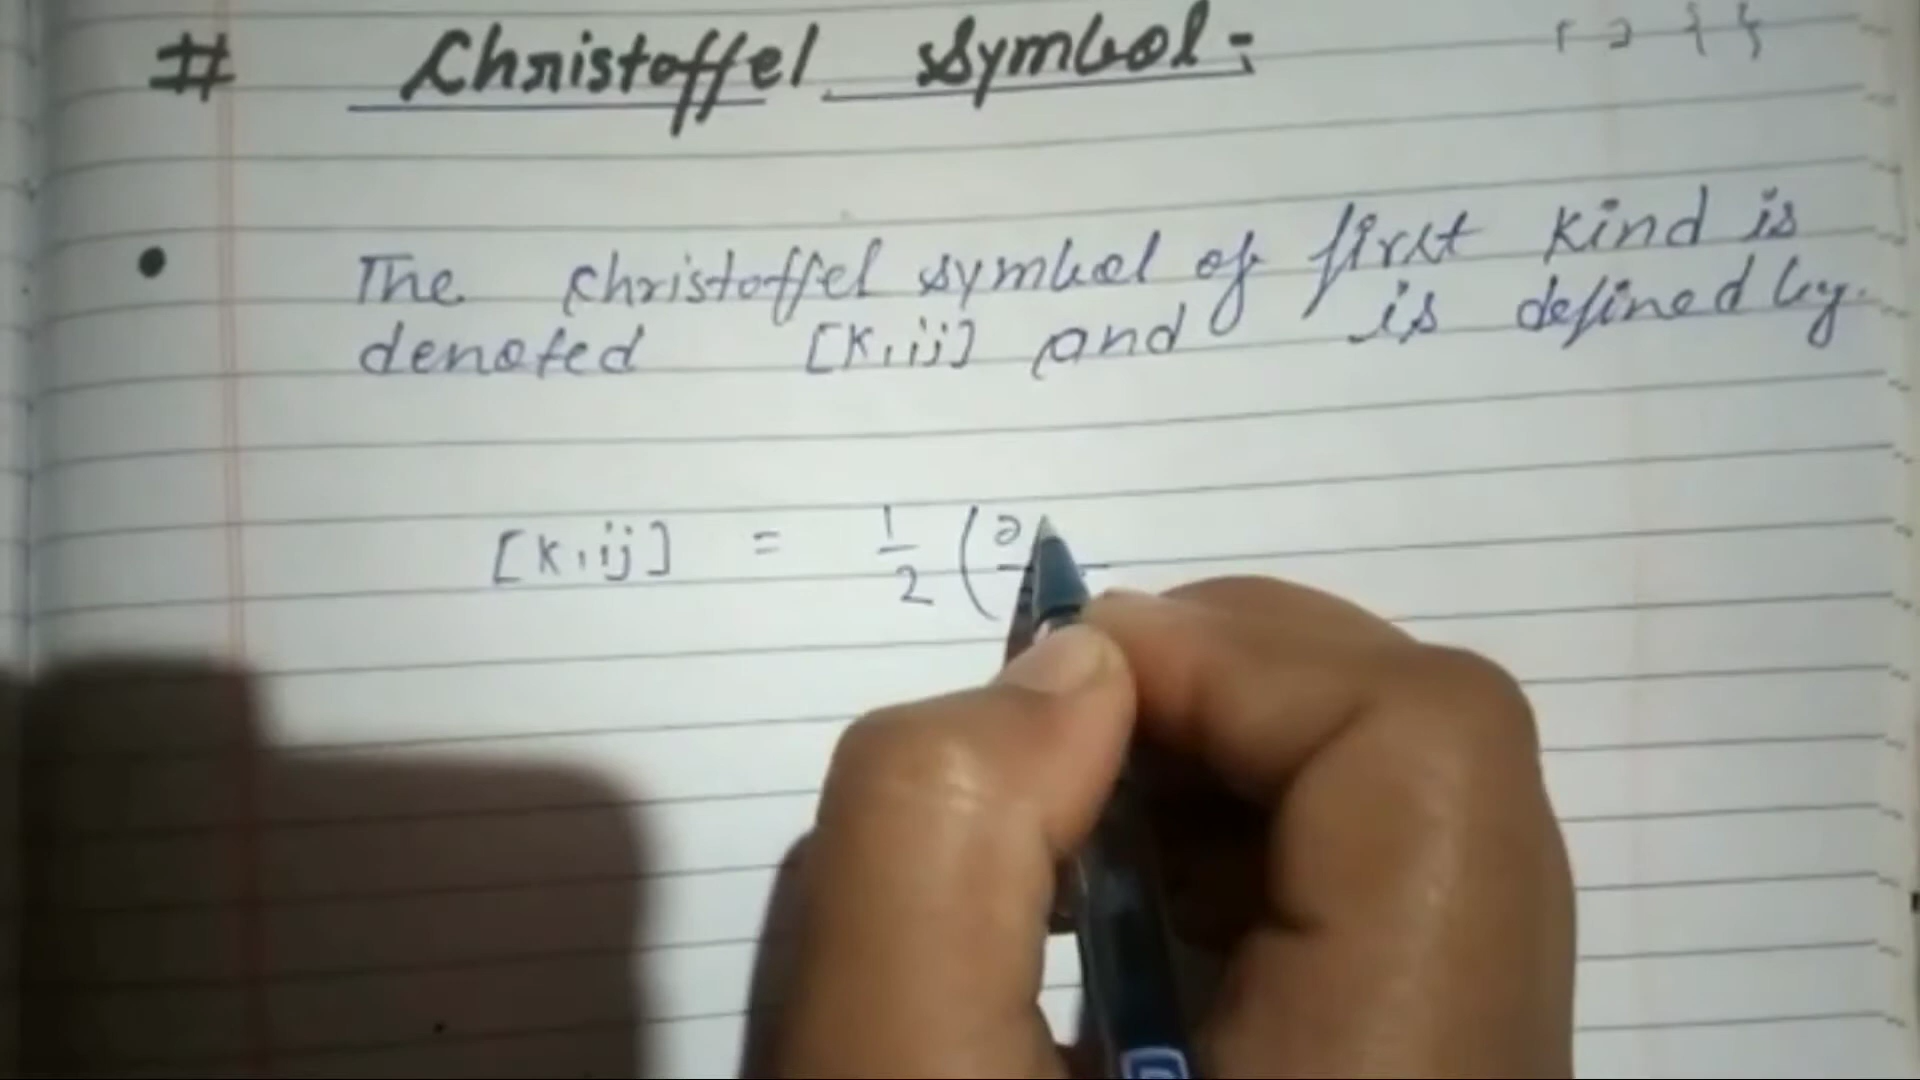 # Christoffel Symbol:-
[ ] { }
• The Christoffel symbol of first kind is
denoted [K,ij] and is defined by.
[K,ij] = 1/2 (∂